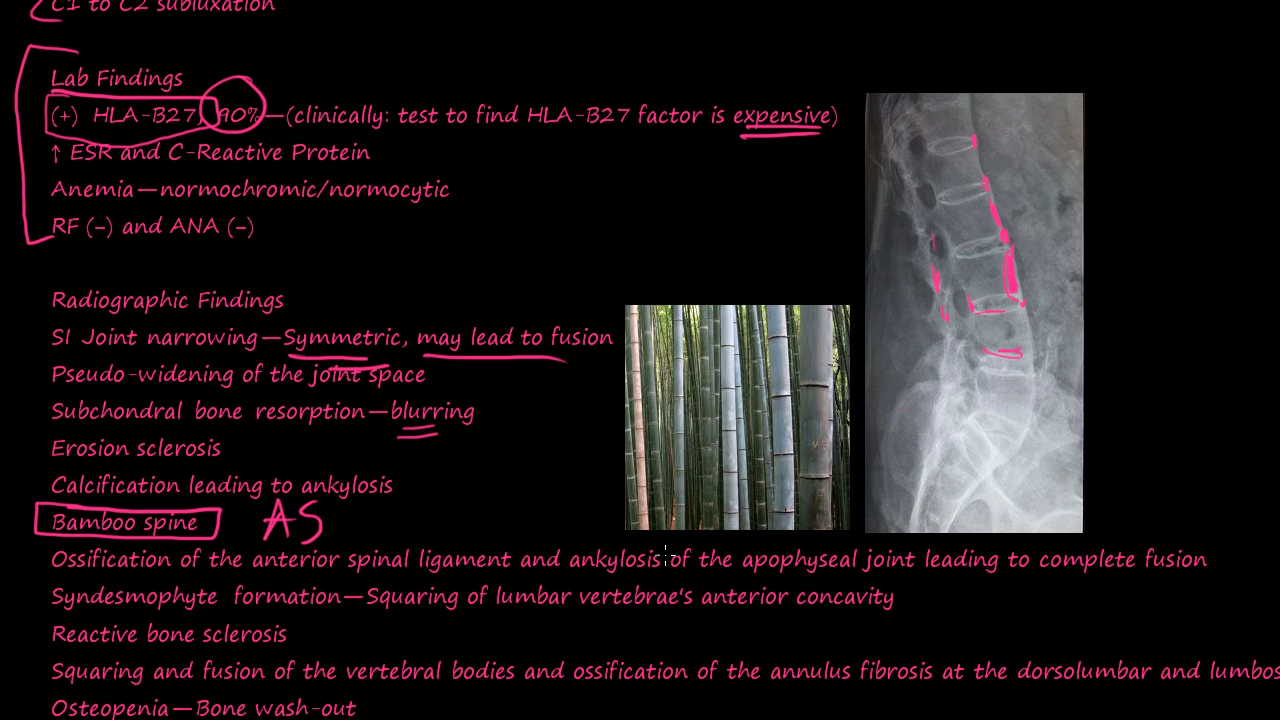 C1 to C2 subluxation
Lab Findings
(+) HLA-B27, 90%—(clinically: test to find HLA-B27 factor is expensive)
↑ ESR and C-Reactive Protein
Anemia—normochromic/normocytic
RF (-) and ANA (-)
Radiographic Findings
SI Joint narrowing—Symmetric, may lead to fusion
Pseudo-widening of the joint space
Subchondral bone resorption—blurring
Erosion sclerosis
Calcification leading to ankylosis
Bamboo spine AS
Ossification of the anterior spinal ligament and ankylosis of the apophyseal joint leading to complete fusion
Syndesmophyte formation—Squaring of lumbar vertebrae's anterior concavity
Reactive bone sclerosis
Squaring and fusion of the vertebral bodies and ossification of the annulus fibrosis at the dorsolumbar and lumbos
Osteopenia—Bone wash-out